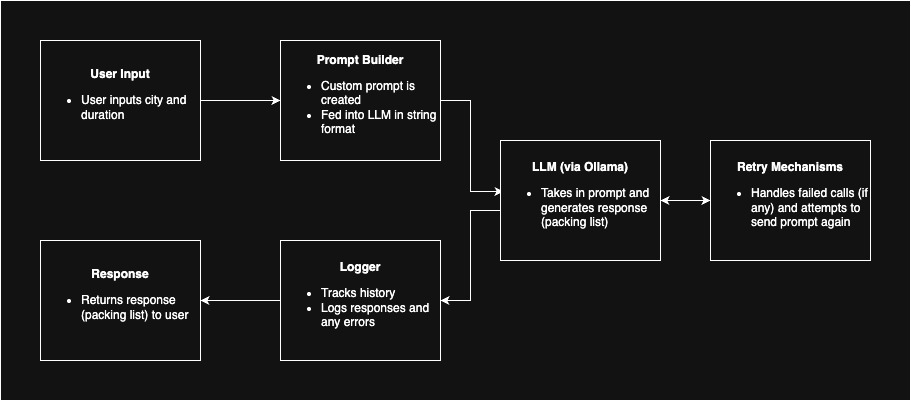 User Input
• User inputs city and
duration
Prompt Builder
• Custom prompt is
created
• Fed into LLM in string
format
LLM (via Ollama)
• Takes in prompt and
generates response
(packing list)
Retry Mechanisms
• Handles failed calls (if
any) and attempts to
send prompt again
Logger
• Tracks history
• Logs responses and
any errors
Response
• Returns response
(packing list) to user